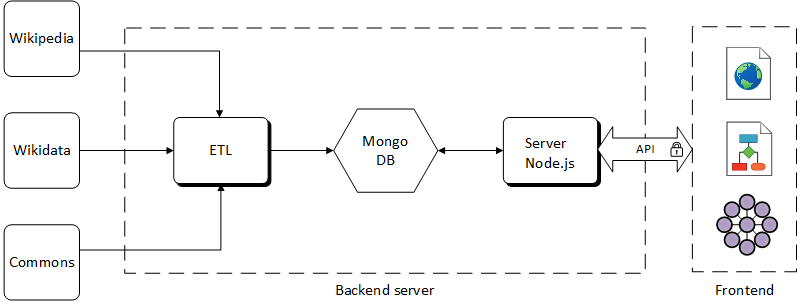 Wikipedia
Wikidata
Commons
ETL
Mongo
DB
Server
Node.js
API
Backend server
Frontend